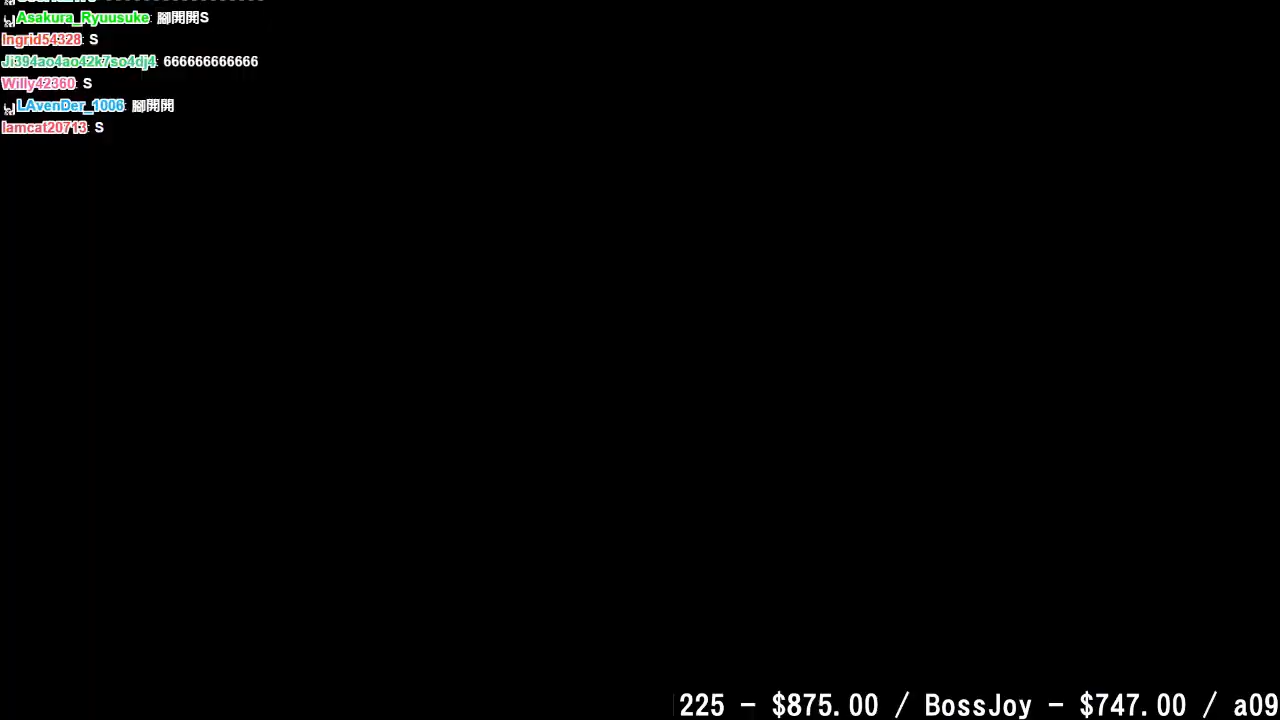 Asakura_Ryuusuke: 腳開開S
Ingrid54328: S
Ji394ao4ao42k7so4dj4: 666666666666
Willy42360: S
LAvenDer_1006: 腳開開
Iamcat20713: S
225 - $875.00 / BossJoy - $747.00 / a09